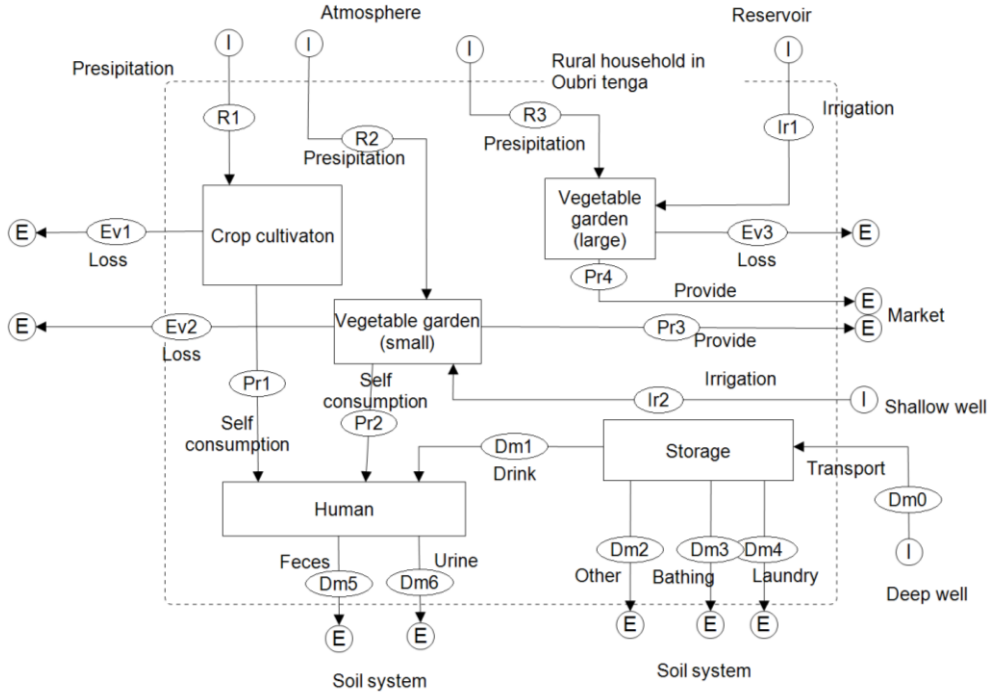 Atmosphere
Reservoir
I
I
I
I
Presipitation
Rural household in
Oubri tenga
R1
R2
Presipitation
R3
Presipitation
Irrigation
Ir1
Crop cultivaton
Vegetable
garden
(large)
E
Ev1
Loss
Ev3
Loss
E
Pr4
Provide
E
Market
E
Ev2
Loss
Vegetable garden
(small)
Pr3
Provide
E
Pr1
Self
consumption
Self
consumption
Pr2
Irrigation
Ir2
I
Shallow well
Dm1
Drink
Storage
Transport
Dm0
I
Deep well
Human
Feces
Dm5
Urine
Dm6
Dm2
Other
Dm3
Bathing
Dm4
Laundry
E
E
E
E
E
Soil system
Soil system